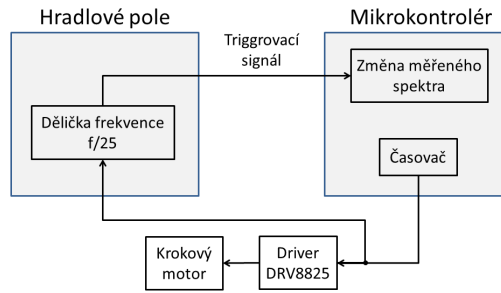 Hradlové pole
Mikrokontrolér
Triggrovací
signál
Změna měřeného
spektra
Dělička frekvence
f/25
Časovač
Krokový
motor
Driver
DRV8825